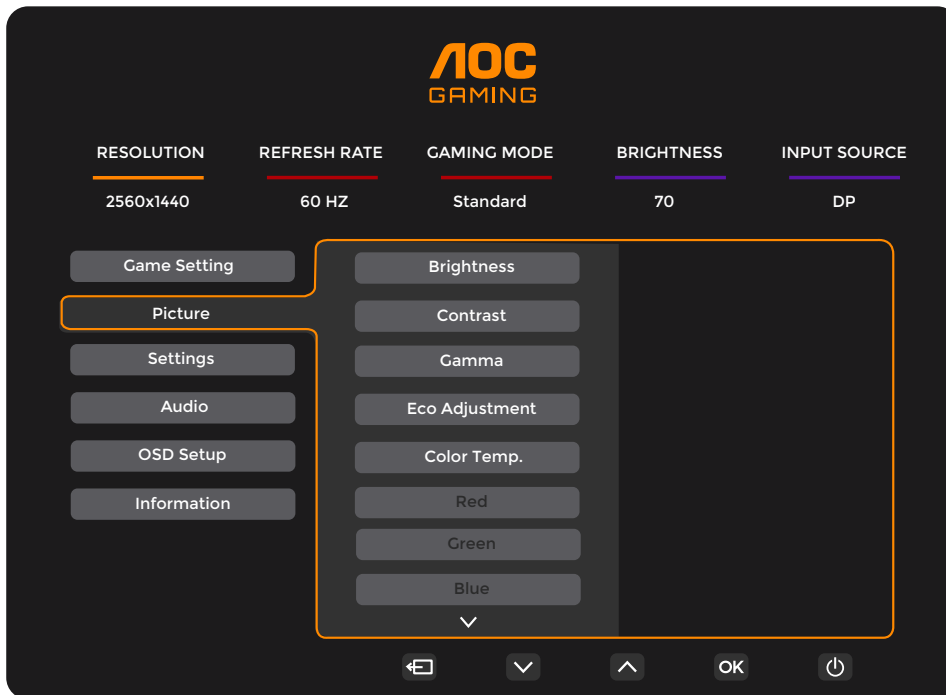 AOC
GAMING
RESOLUTION REFRESH RATE GAMING MODE BRIGHTNESS INPUT SOURCE
2560x1440 60 HZ Standard 70 DP
Game Setting
Picture
Settings
Audio
OSD Setup
Information
Brightness
Contrast
Gamma
Eco Adjustment
Color Temp.
Red
Green
Blue
OK